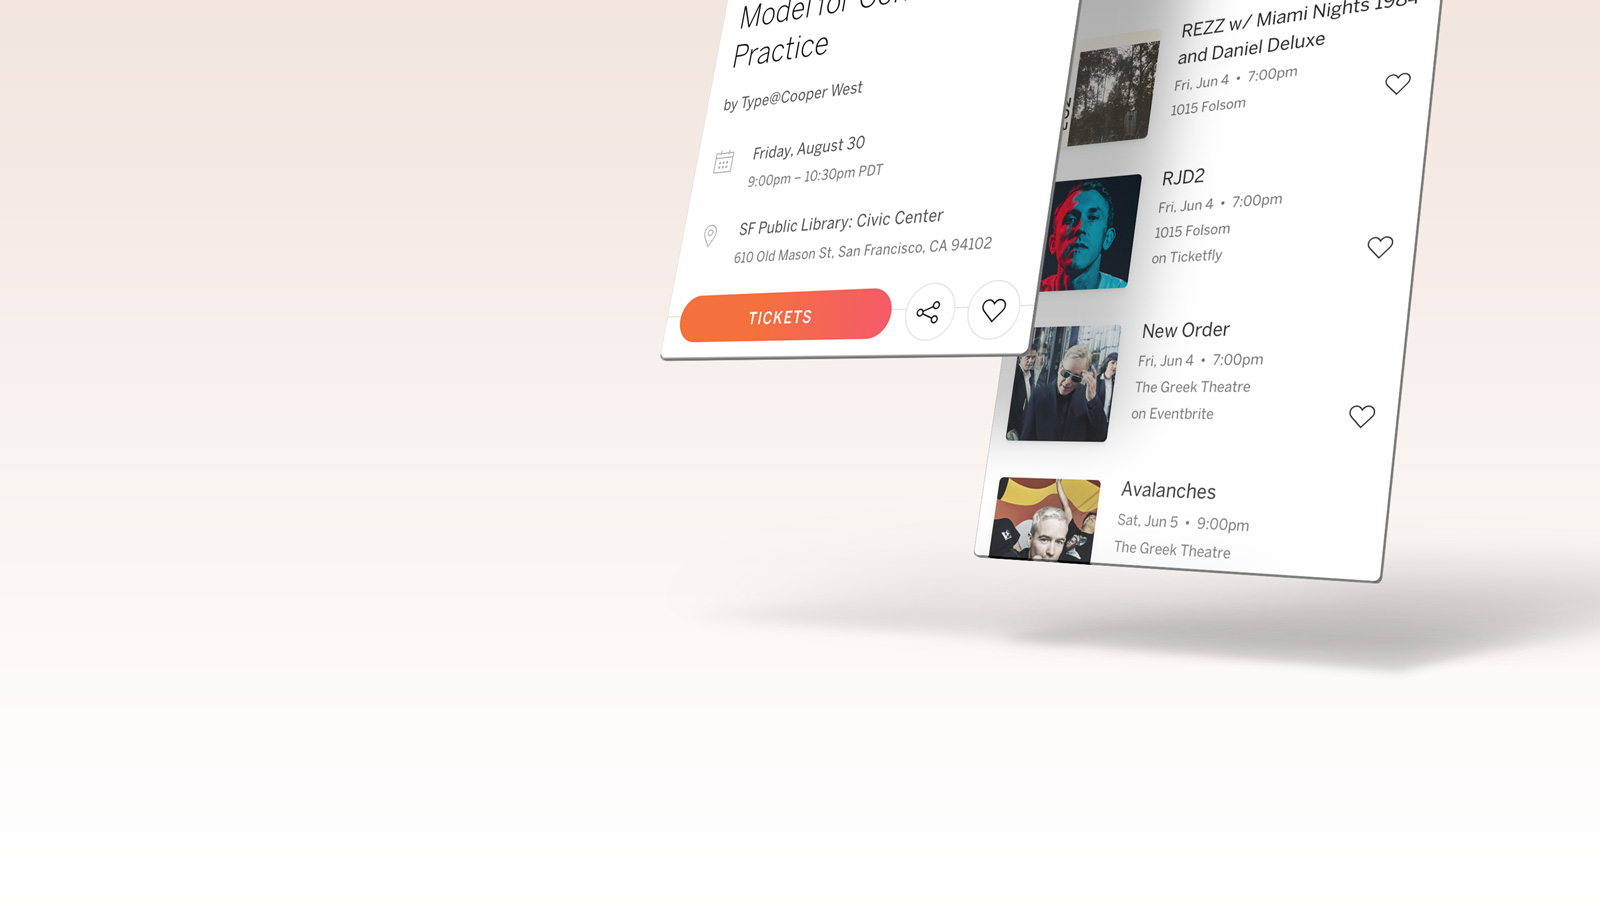 Model for
Practice
by Type@Cooper West
Friday, August 30
9:00pm – 10:30pm PDT
SF Public Library: Civic Center
610 Old Mason St, San Francisco, CA 94102
TICKETS
REZZ w/ Miami Nights 1984
and Daniel Deluxe
Fri, Jun 4 • 7:00pm
1015 Folsom
RJD2
Fri, Jun 4 • 7:00pm
1015 Folsom
on Ticketfly
New Order
Fri, Jun 4 • 7:00pm
The Greek Theatre
on Eventbrite
Avalanches
Sat, Jun 5 • 9:00pm
The Greek Theatre